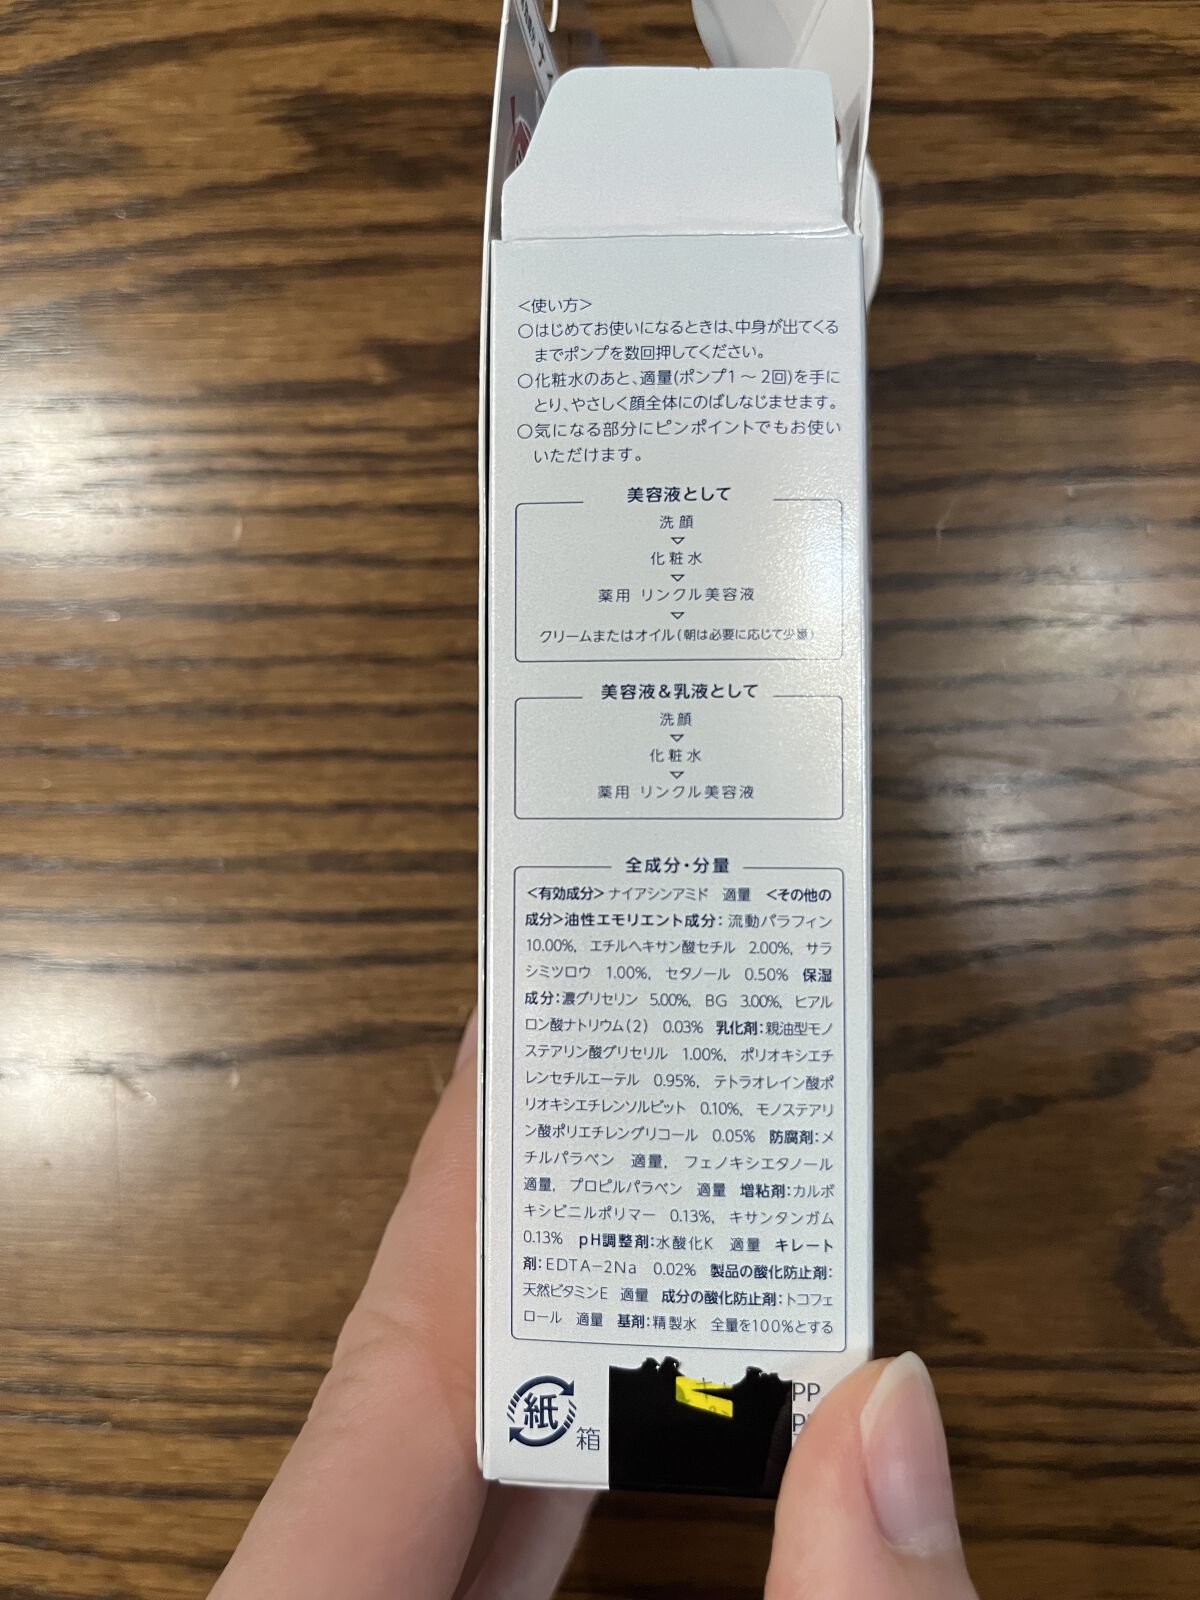 ＜使い方＞
○はじめてお使いになるときは、中身が出てくる
までポンプを数回押してください。
○化粧水のあと、適量(ポンプ1～2回)を手に
とり、やさしく顔全体にのばしなじませます。
○気になる部分にピンポイントでもお使い
いただけます。
美容液として
洗顔
▽
化粧水
▽
薬用 リンクル美容液
▽
クリームまたはオイル(朝は必要に応じて少量)
美容液＆乳液として
洗顔
▽
化粧水
▽
薬用 リンクル美容液
全成分・分量
＜有効成分＞ナイアシンアミド 適量 ＜その他の
成分＞油性エモリエント成分：流動パラフィン
10.00%, エチルヘキサン酸セチル 2.00%, サラ
シミツロウ 1.00%, セタノール 0.50% 保湿
成分：濃グリセリン 5.00%, BG 3.00%, ヒアル
ロン酸ナトリウム(2) 0.03% 乳化剤：親油型モノ
ステアリン酸グリセリル 1.00%, ポリオキシエチ
レンセチルエーテル 0.95%, テトラオレイン酸ポ
リオキシエチレンソルビット 0.10%, モノステアリ
ン酸ポリエチレングリコール 0.05% 防腐剤：メ
チルパラベン 適量, フェノキシエタノール
適量, プロピルパラベン 適量 増粘剤：カルボ
キシビニルポリマー 0.13%, キサンタンガム
0.13% pH調整剤：水酸化K 適量 キレート
剤：EDTA-2Na 0.02% 製品の酸化防止剤：
天然ビタミンE 適量 成分の酸化防止剤：トコフェ
ロール 適量 基剤：精製水 全量を100%とする
紙 箱
PP